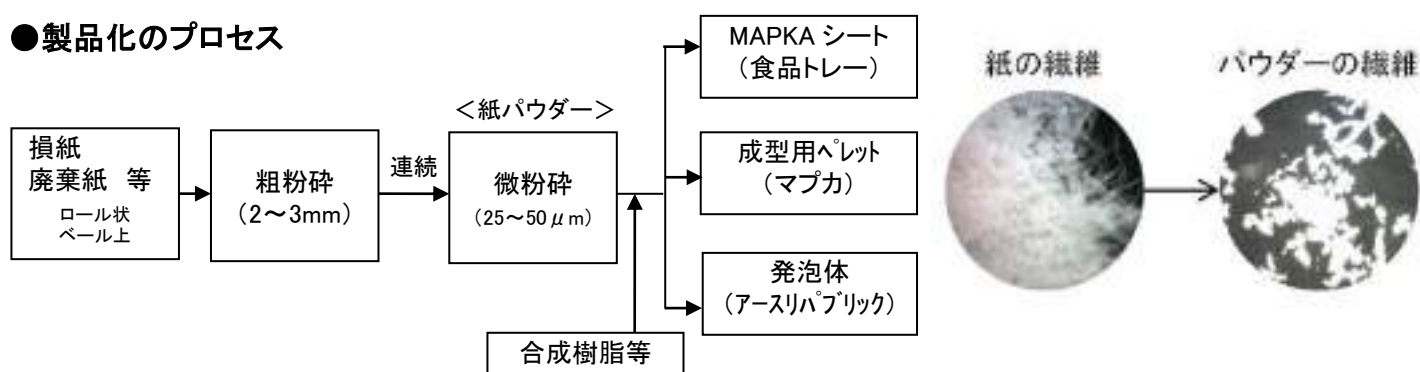 ●製品化のプロセス
損紙
廃棄紙 等
ロール状
ベール上
粗粉砕
(2～3mm)
連続
＜紙パウダー＞
微粉砕
(25～50μm)
合成樹脂等
MAPKA シート
（食品トレー）
成型用ペレット
（マプカ）
発泡体
（アースリパブリック）
紙の繊維
パウダーの繊維